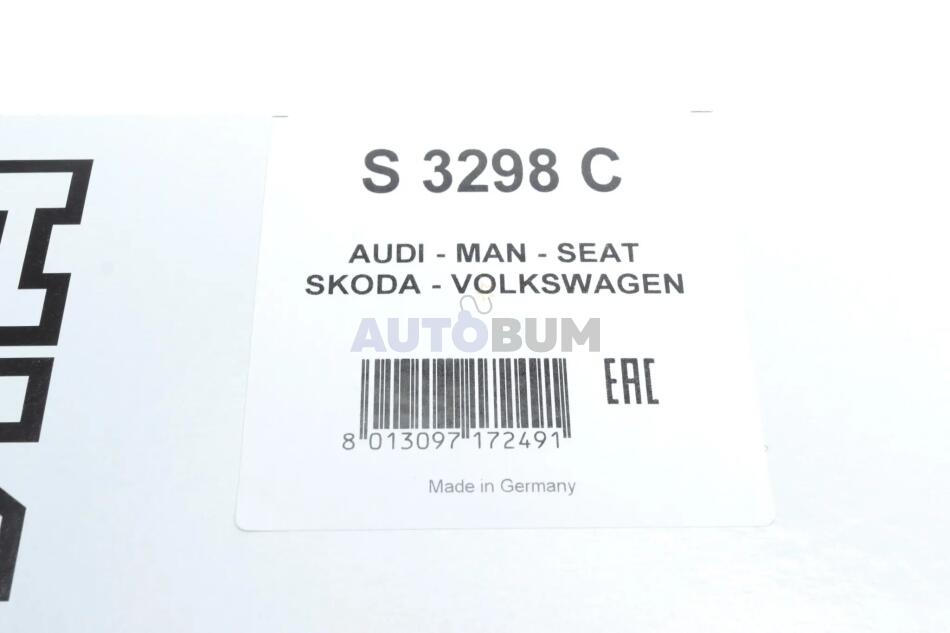 S 3298 C
AUDI - MAN - SEAT
SKODA - VOLKSWAGEN
AUTOBUM
EAC
8 013097 172491
Made in Germany